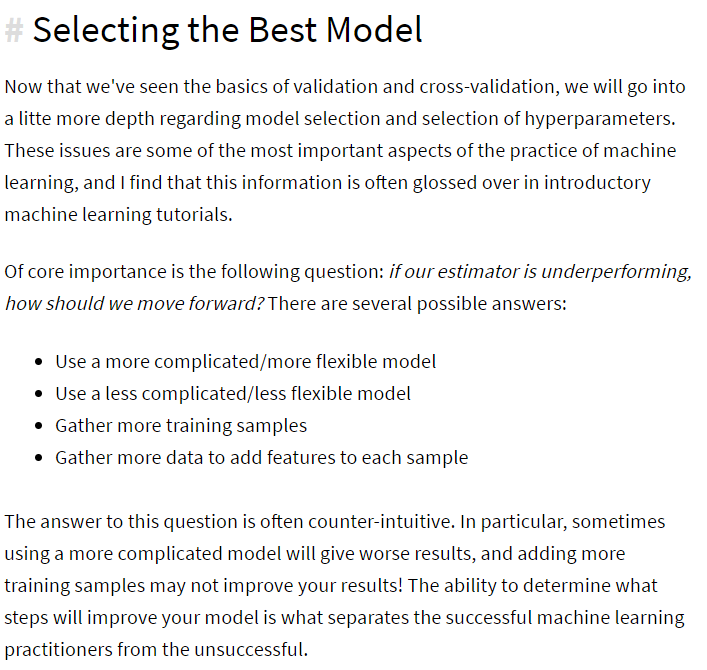 # Selecting the Best Model
Now that we've seen the basics of validation and cross-validation, we will go into
a litte more depth regarding model selection and selection of hyperparameters.
These issues are some of the most important aspects of the practice of machine
learning, and I find that this information is often glossed over in introductory
machine learning tutorials.
Of core importance is the following question: if our estimator is underperforming,
how should we move forward? There are several possible answers:
• Use a more complicated/more flexible model
• Use a less complicated/less flexible model
• Gather more training samples
• Gather more data to add features to each sample
The answer to this question is often counter-intuitive. In particular, sometimes
using a more complicated model will give worse results, and adding more
training samples may not improve your results! The ability to determine what
steps will improve your model is what separates the successful machine learning
practitioners from the unsuccessful.